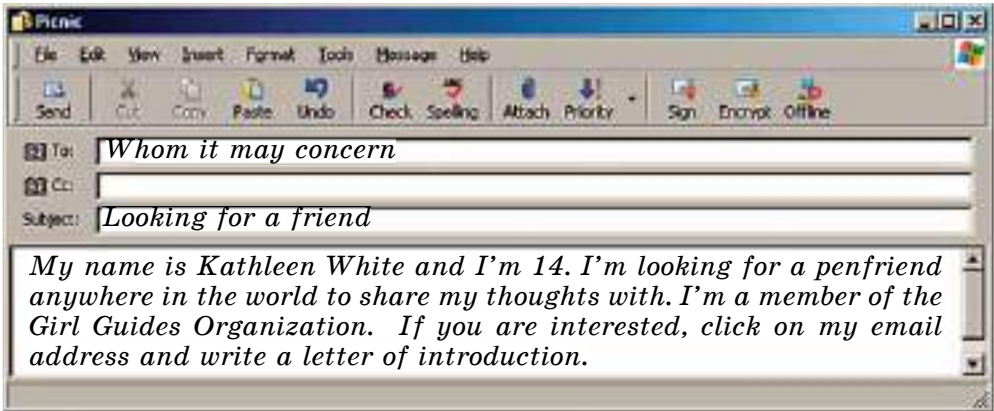 Picnic
File Edit View Insert Format Tools Message Help
Send Cut Copy Paste Undo Check Spelling Attach Priority Sign Encrypt Offline
To: Whom it may concern
Cc:
Subject: Looking for a friend
My name is Kathleen White and I'm 14. I'm looking for a penfriend
anywhere in the world to share my thoughts with. I'm a member of the
Girl Guides Organization. If you are interested, click on my email
address and write a letter of introduction.